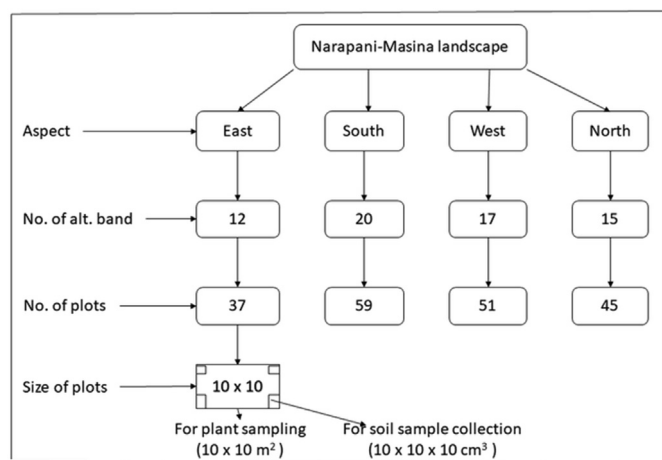 Narapani-Masina landscape
Aspect
East
South
West
North
No. of alt. band
12
20
17
15
No. of plots
37
59
51
45
Size of plots
10 x 10
For plant sampling
(10 x 10 m²)
For soil sample collection
(10 x 10 x 10 cm³)